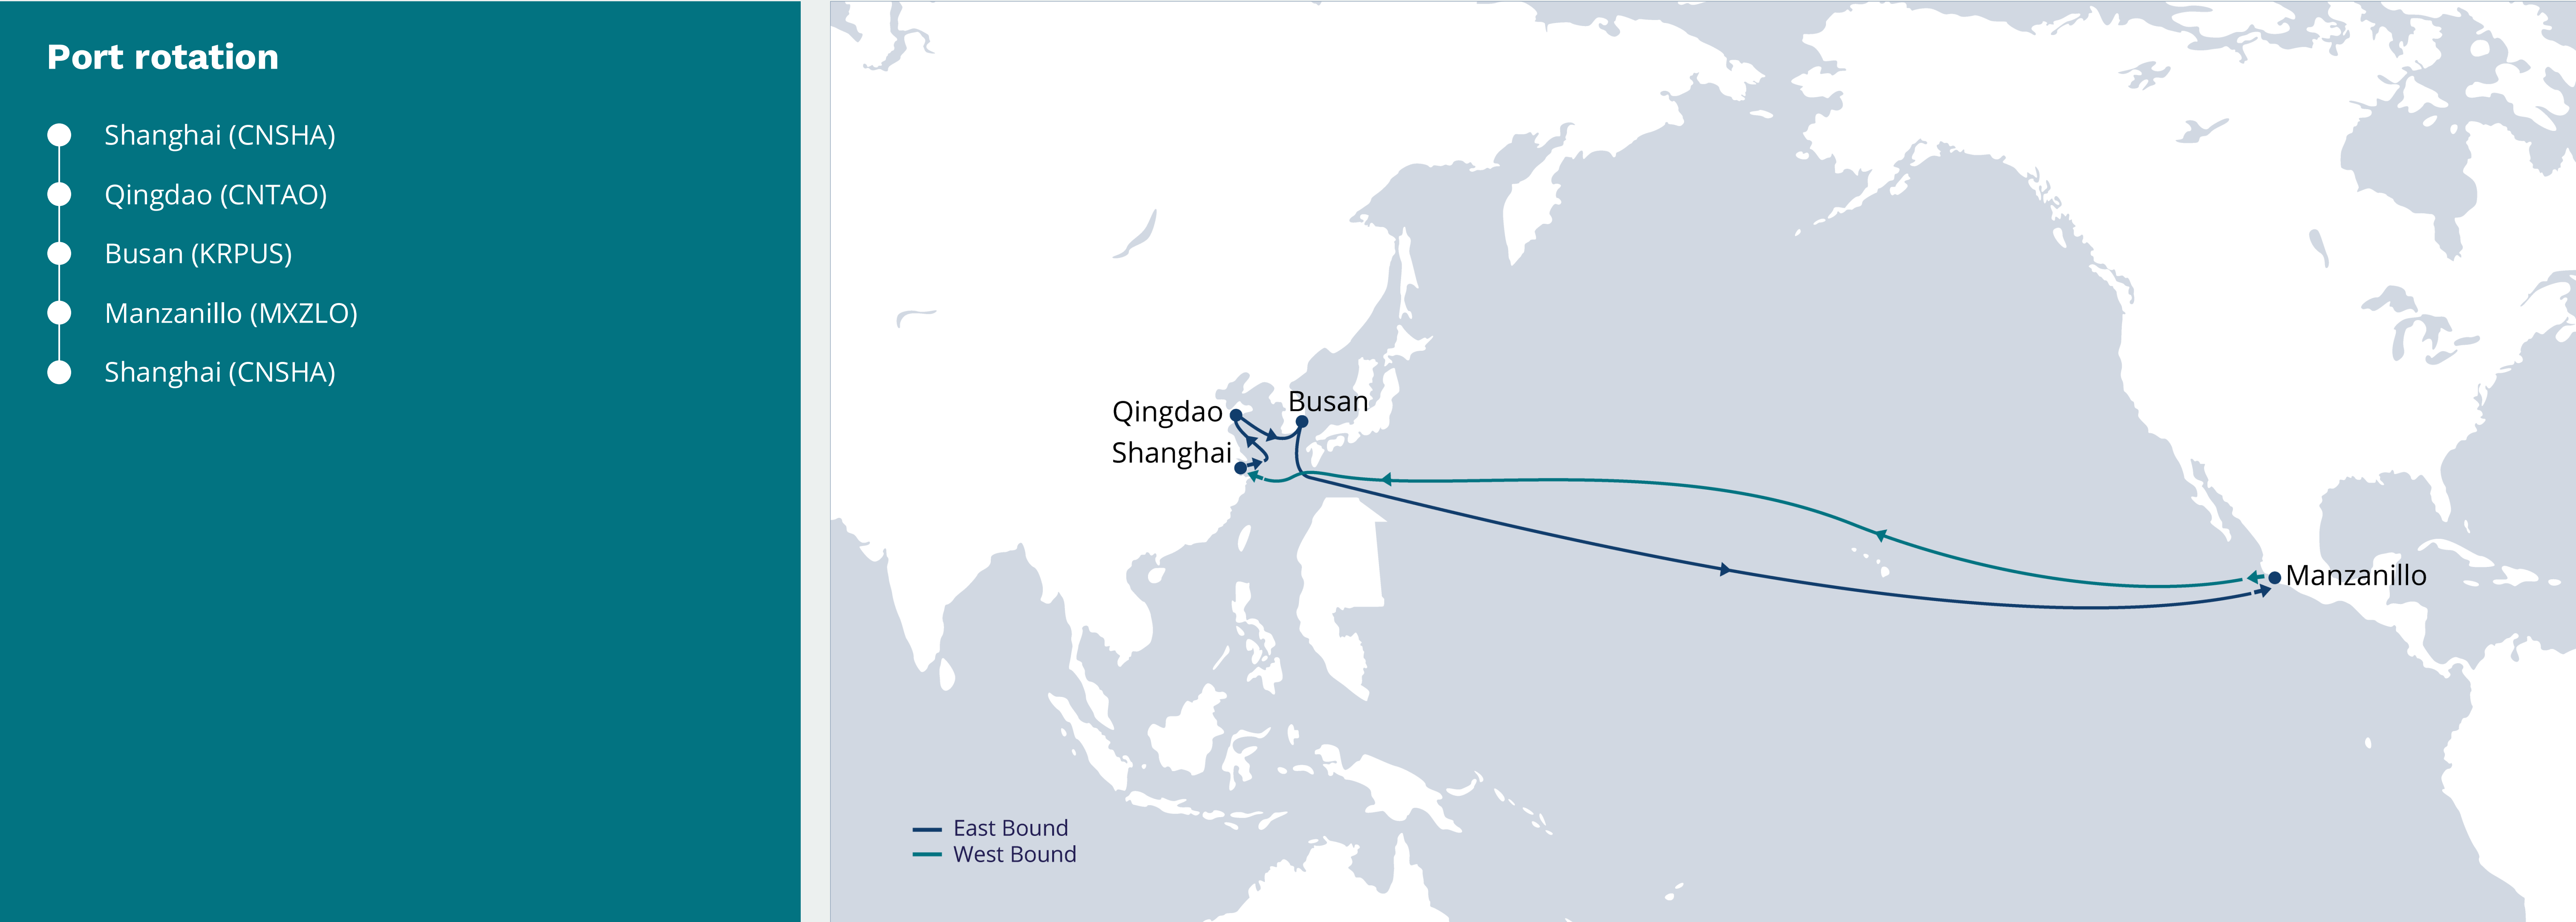 Port rotation
Shanghai (CNSHA)
Qingdao (CNTAO)
Busan (KRPUS)
Manzanillo (MXZLO)
Shanghai (CNSHA)
Qingdao
Busan
Shanghai
Manzanillo
East Bound
West Bound